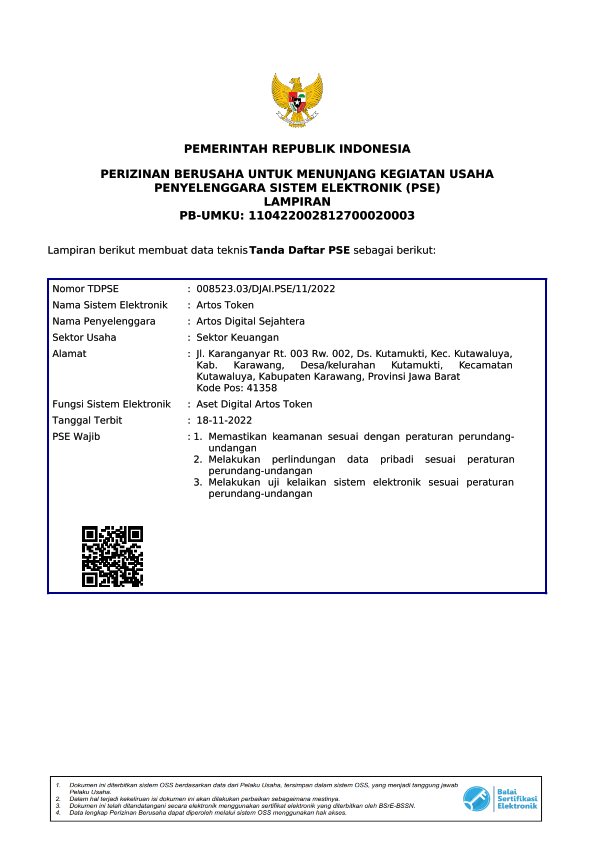 PEMERINTAH REPUBLIK INDONESIA
PERIZINAN BERUSAHA UNTUK MENUNJANG KEGIATAN USAHA
PENYELENGGARA SISTEM ELEKTRONIK (PSE)
LAMPIRAN
PB-UMKU: 110422002812700020003
Lampiran berikut membuat data teknis Tanda Daftar PSE sebagai berikut:
Nomor TDPSE : 008523.03/DJAI.PSE/11/2022
Nama Sistem Elektronik : Artos Token
Nama Penyelenggara : Artos Digital Sejahtera
Sektor Usaha : Sektor Keuangan
Alamat : Jl. Karanganyar Rt. 003 Rw. 002, Ds. Kutamukti, Kec. Kutawaluya,
Kab. Karawang, Desa/kelurahan Kutamukti, Kecamatan
Kutawaluya, Kabupaten Karawang, Provinsi Jawa Barat
Kode Pos: 41358
Fungsi Sistem Elektronik : Aset Digital Artos Token
Tanggal Terbit : 18-11-2022
PSE Wajib : 1. Memastikan keamanan sesuai dengan peraturan perundang-
undangan
2. Melakukan perlindungan data pribadi sesuai peraturan
perundang-undangan
3. Melakukan uji kelaikan sistem elektronik sesuai peraturan
perundang-undangan
1. Dokumen ini diterbitkan sistem OSS berdasarkan data dari Pelaku Usaha, tersimpan dalam sistem OSS, yang menjadi tanggung jawab
Pelaku Usaha.
2. Dalam hal terjadi kekeliruan isi dokumen ini akan dilakukan perbaikan sebagaimana mestinya.
3. Dokumen ini telah ditandatangani secara elektronik menggunakan sertifikat elektronik yang diterbitkan oleh BSrE-BSSN.
4. Data lengkap Perizinan Berusaha dapat diperoleh melalui sistem OSS menggunakan hak akses.
Balai
Sertifikasi
Elektronik